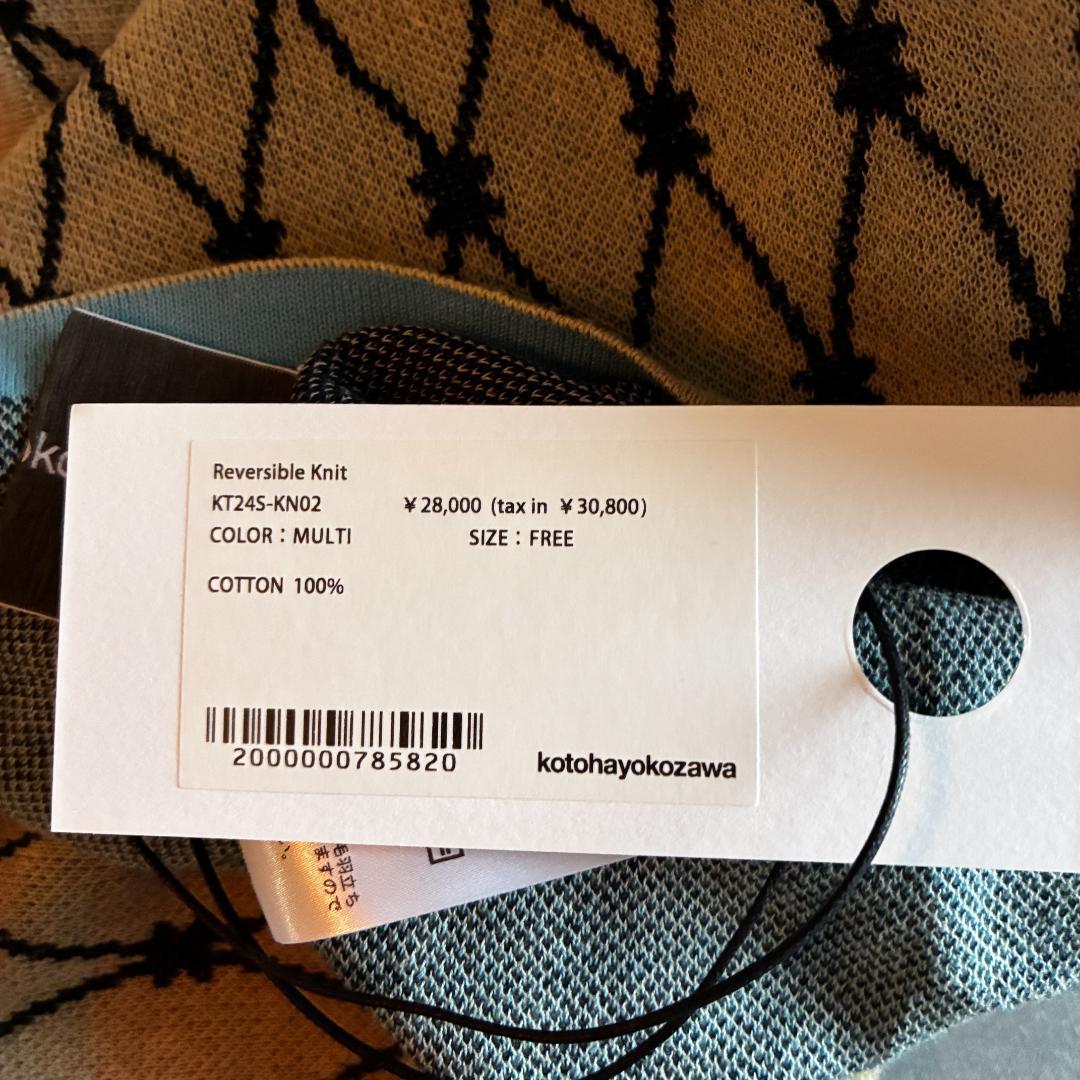 Reversible Knit
KT24S-KN02 ¥28,000 (tax in ¥30,800)
COLOR：MULTI SIZE：FREE
COTTON 100%
2000000785820
kotohayokozawa